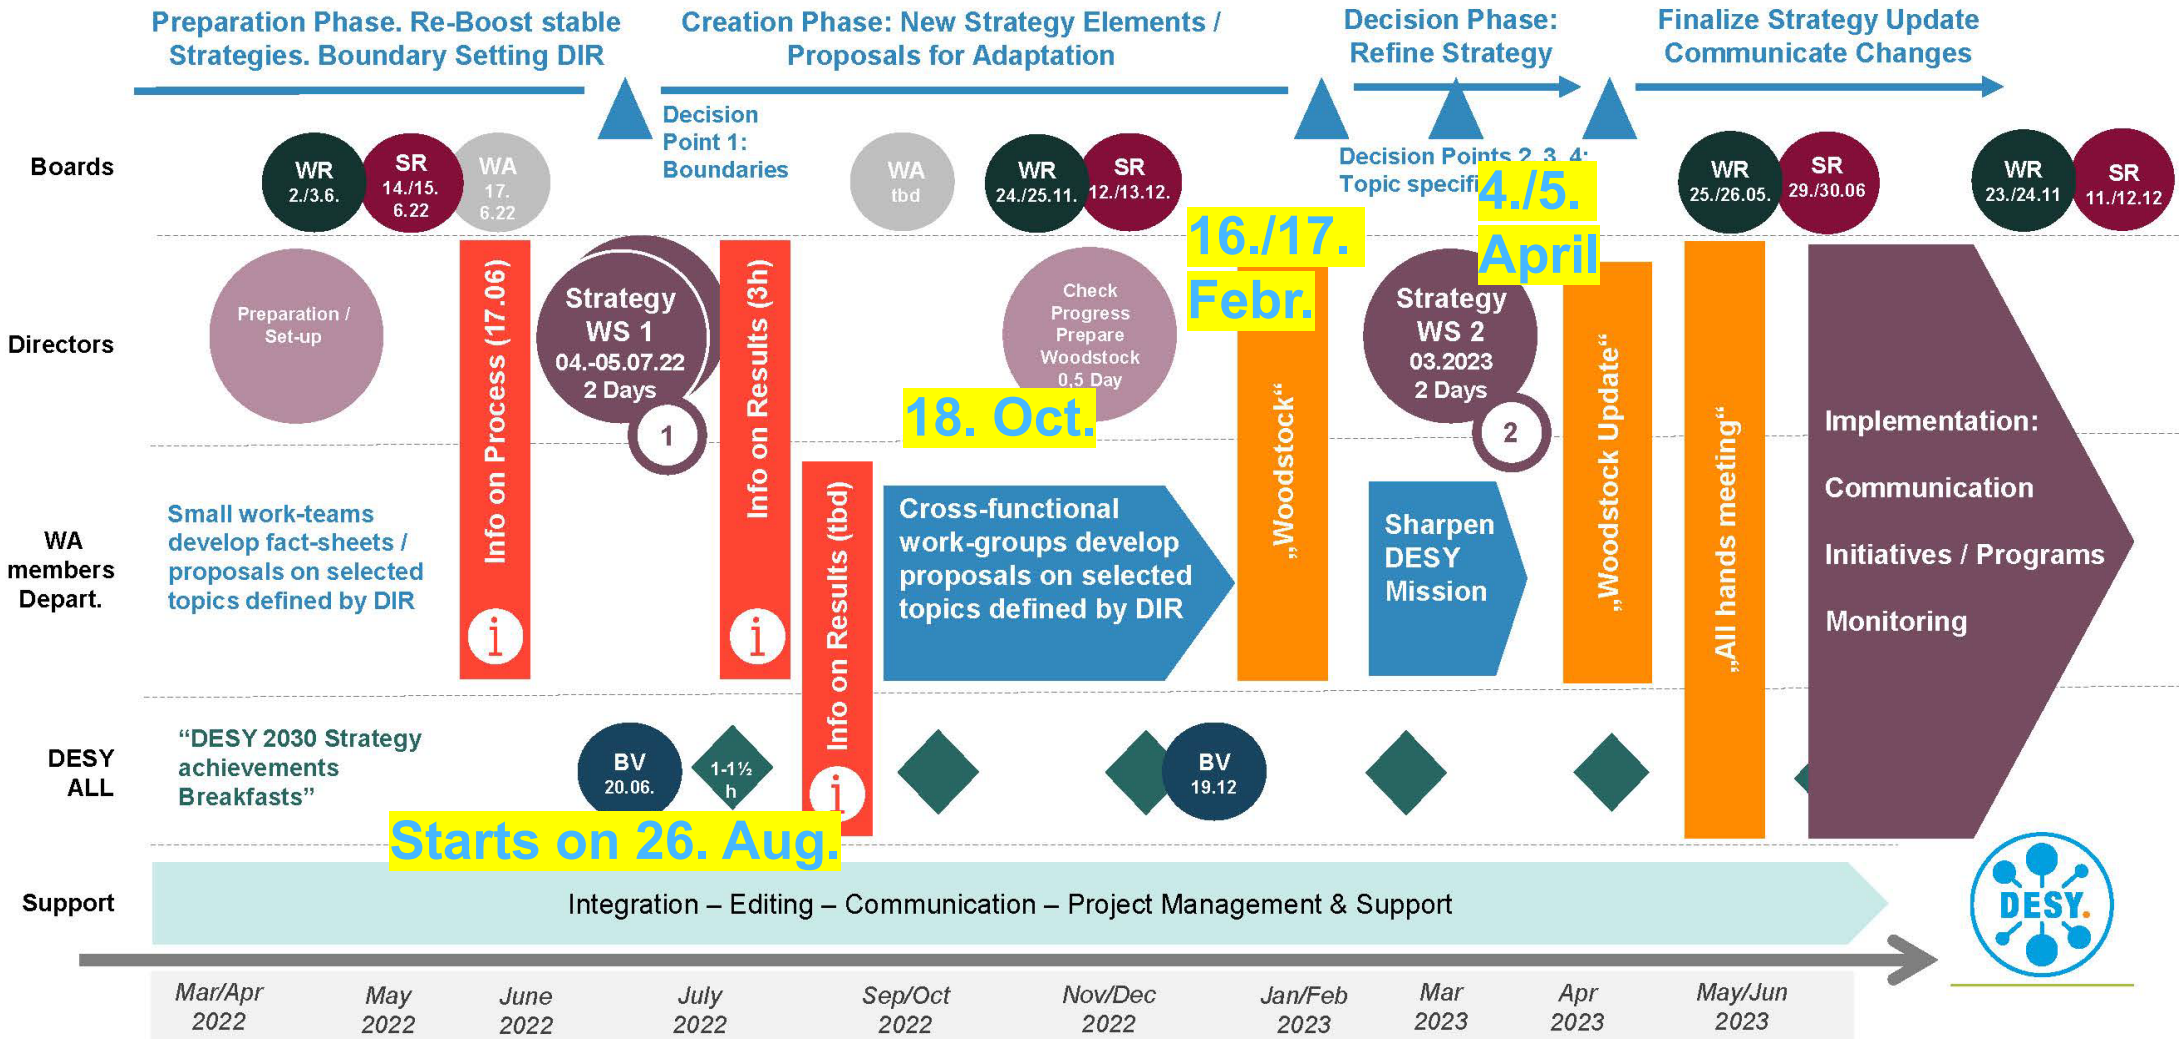 Preparation Phase. Re-Boost stable
Strategies. Boundary Setting DIR
Creation Phase: New Strategy Elements /
Proposals for Adaptation
Decision Phase:
Refine Strategy
Finalize Strategy Update
Communicate Changes
Decision
Point 1:
Boundaries
Decision Points 2, 3, 4:
Topic specifi
Boards
WR
2./3.6.
SR
14./15.
6.22
WA
17.
6.22
WA
tbd
WR
24./25.11.
SR
12./13.12.
WR
25./26.05.
SR
29./30.06
WR
23./24.11
SR
11./12.12
16./17.
Febr.
4./5.
April
Directors
Preparation /
Set-up
Info on Process (17.06)
i
Strategy
WS 1
04.-05.07.22
2 Days
1
Info on Results (3h)
i
Check
Progress
Prepare
Woodstock
0,5 Day
18. Oct.
„Woodstock“
Strategy
WS 2
03.2023
2 Days
2
„Woodstock Update“
„All hands meeting“
Implementation:
Communication
Initiatives / Programs
Monitoring
WA
members
Depart.
Small work-teams
develop fact-sheets /
proposals on selected
topics defined by DIR
Info on Results (tbd)
i
Cross-functional
work-groups develop
proposals on selected
topics defined by DIR
Sharpen
DESY
Mission
DESY
ALL
“DESY 2030 Strategy
achievements
Breakfasts”
BV
20.06.
1-1½
h
BV
19.12
Starts on 26. Aug.
Support
Integration – Editing – Communication – Project Management & Support
DESY.
Mar/Apr
2022
May
2022
June
2022
July
2022
Sep/Oct
2022
Nov/Dec
2022
Jan/Feb
2023
Mar
2023
Apr
2023
May/Jun
2023